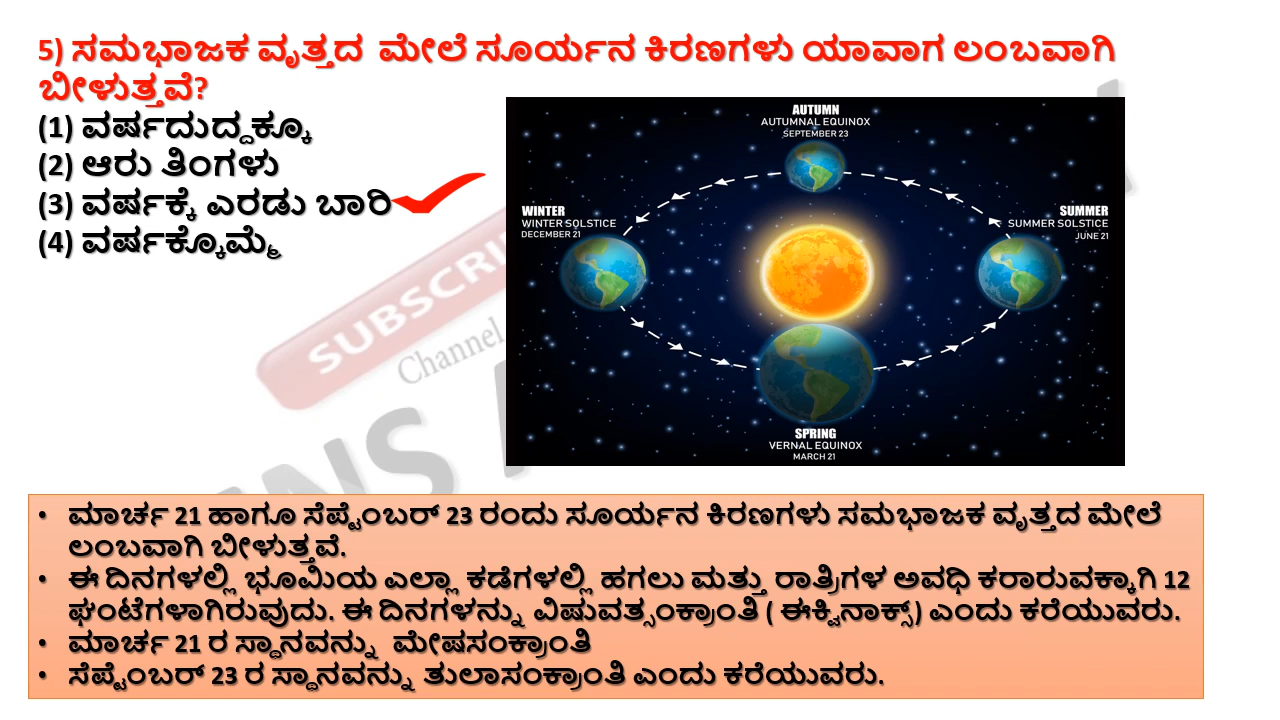 5) ಸಮಭಾಜಕ ವೃತ್ತದ ಮೇಲೆ ಸೂರ್ಯನ ಕಿರಣಗಳು ಯಾವಾಗ ಲಂಬವಾಗಿ
ಬೀಳುತ್ತವೆ?
(1) ವರ್ಷದುದ್ದಕ್ಕೂ
(2) ಆರು ತಿಂಗಳು
(3) ವರ್ಷಕ್ಕೆ ಎರಡು ಬಾರಿ
(4) ವರ್ಷಕ್ಕೊಮ್ಮೆ
AUTUMN
AUTUMNAL EQUINOX
SEPTEMBER 23
WINTER
WINTER SOLSTICE
DECEMBER 21
SUMMER
SUMMER SOLSTICE
JUNE 21
SPRING
VERNAL EQUINOX
MARCH 21
SUBSCRI
Channel
• ಮಾರ್ಚ 21 ಹಾಗೂ ಸೆಪ್ಟೆಂಬರ್ 23 ರಂದು ಸೂರ್ಯನ ಕಿರಣಗಳು ಸಮಭಾಜಕ ವೃತ್ತದ ಮೇಲೆ
ಲಂಬವಾಗಿ ಬೀಳುತ್ತವೆ.
• ಈ ದಿನಗಳಲ್ಲಿ ಭೂಮಿಯ ಎಲ್ಲಾ ಕಡೆಗಳಲ್ಲಿ ಹಗಲು ಮತ್ತು ರಾತ್ರಿಗಳ ಅವಧಿ ಕರಾರುವಕ್ಕಾಗಿ 12
ಘಂಟೆಗಳಾಗಿರುವುದು. ಈ ದಿನಗಳನ್ನು ವಿಷುವತ್ಸಂಕ್ರಾಂತಿ ( ಈಕ್ವಿನಾಕ್ಸ್) ಎಂದು ಕರೆಯುವರು.
• ಮಾರ್ಚ 21 ರ ಸ್ಥಾನವನ್ನು ಮೇಷಸಂಕ್ರಾಂತಿ
• ಸೆಪ್ಟೆಂಬರ್ 23 ರ ಸ್ಥಾನವನ್ನು ತುಲಾಸಂಕ್ರಾಂತಿ ಎಂದು ಕರೆಯುವರು.